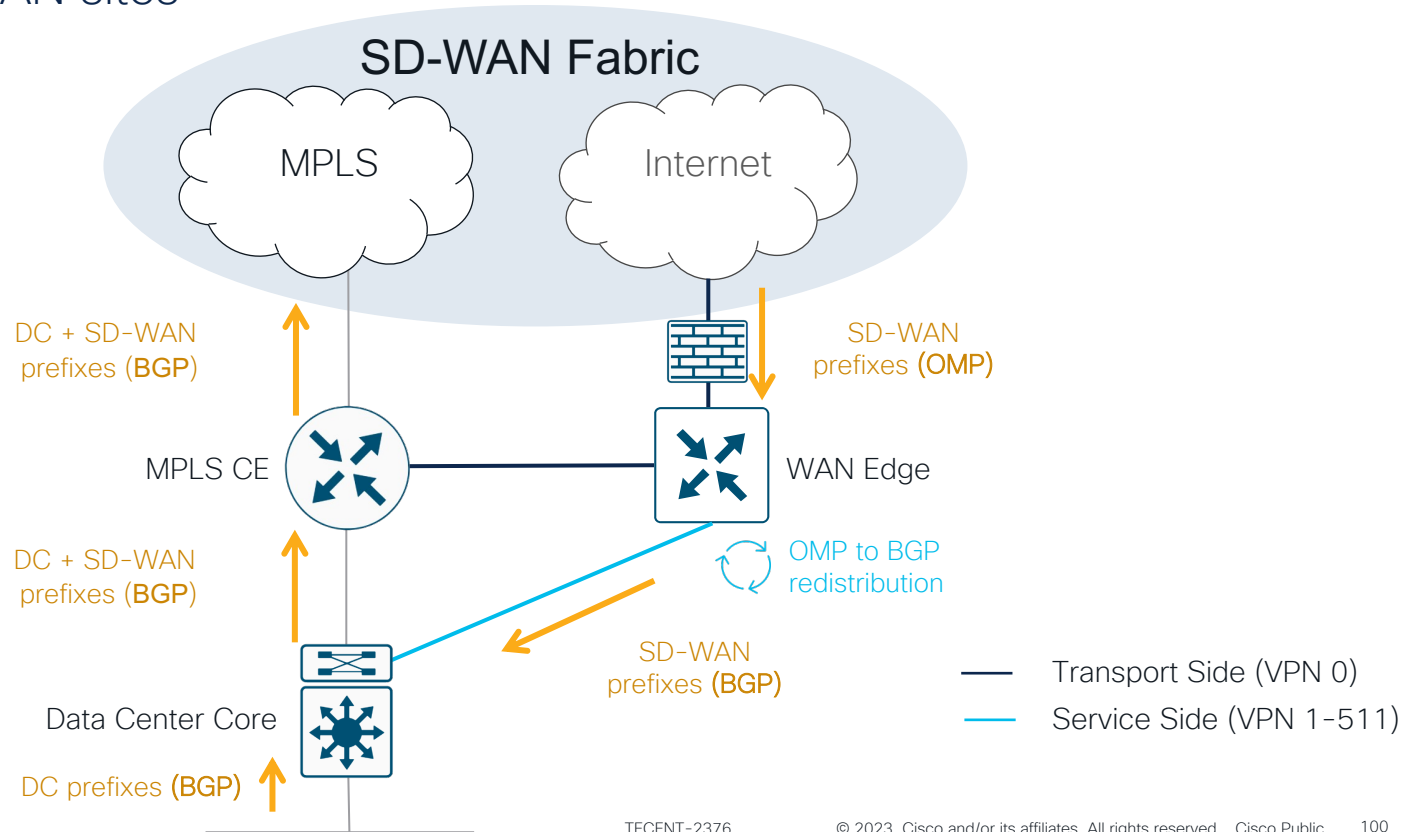 SD-WAN Fabric
MPLS
Internet
DC + SD-WAN
prefixes (BGP)
SD-WAN
prefixes (OMP)
MPLS CE
WAN Edge
DC + SD-WAN
prefixes (BGP)
OMP to BGP
redistribution
SD-WAN
prefixes (BGP)
Transport Side (VPN 0)
Data Center Core
Service Side (VPN 1-511)
DC prefixes (BGP)
TECENT-2376
© 2023 Cisco and/or its affiliates. All rights reserved. Cisco Public
100